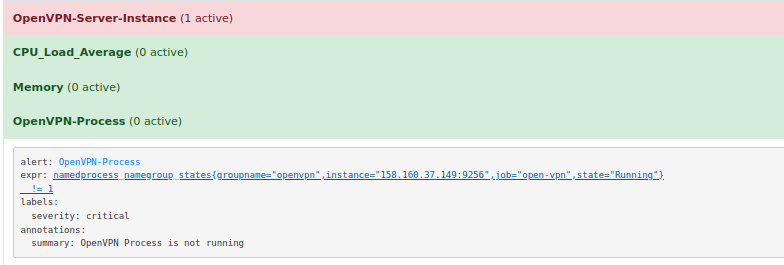 OpenVPN-Server-Instance (1 active)
CPU_Load_Average (0 active)
Memory (0 active)
OpenVPN-Process (0 active)
alert: OpenVPN-Process
expr: namedprocess_namegroup_states{groupname="openvpn",instance="158.160.37.149:9256",job="open-vpn",state="Running"}
!= 1
labels:
severity: critical
annotations:
summary: OpenVPN Process is not running